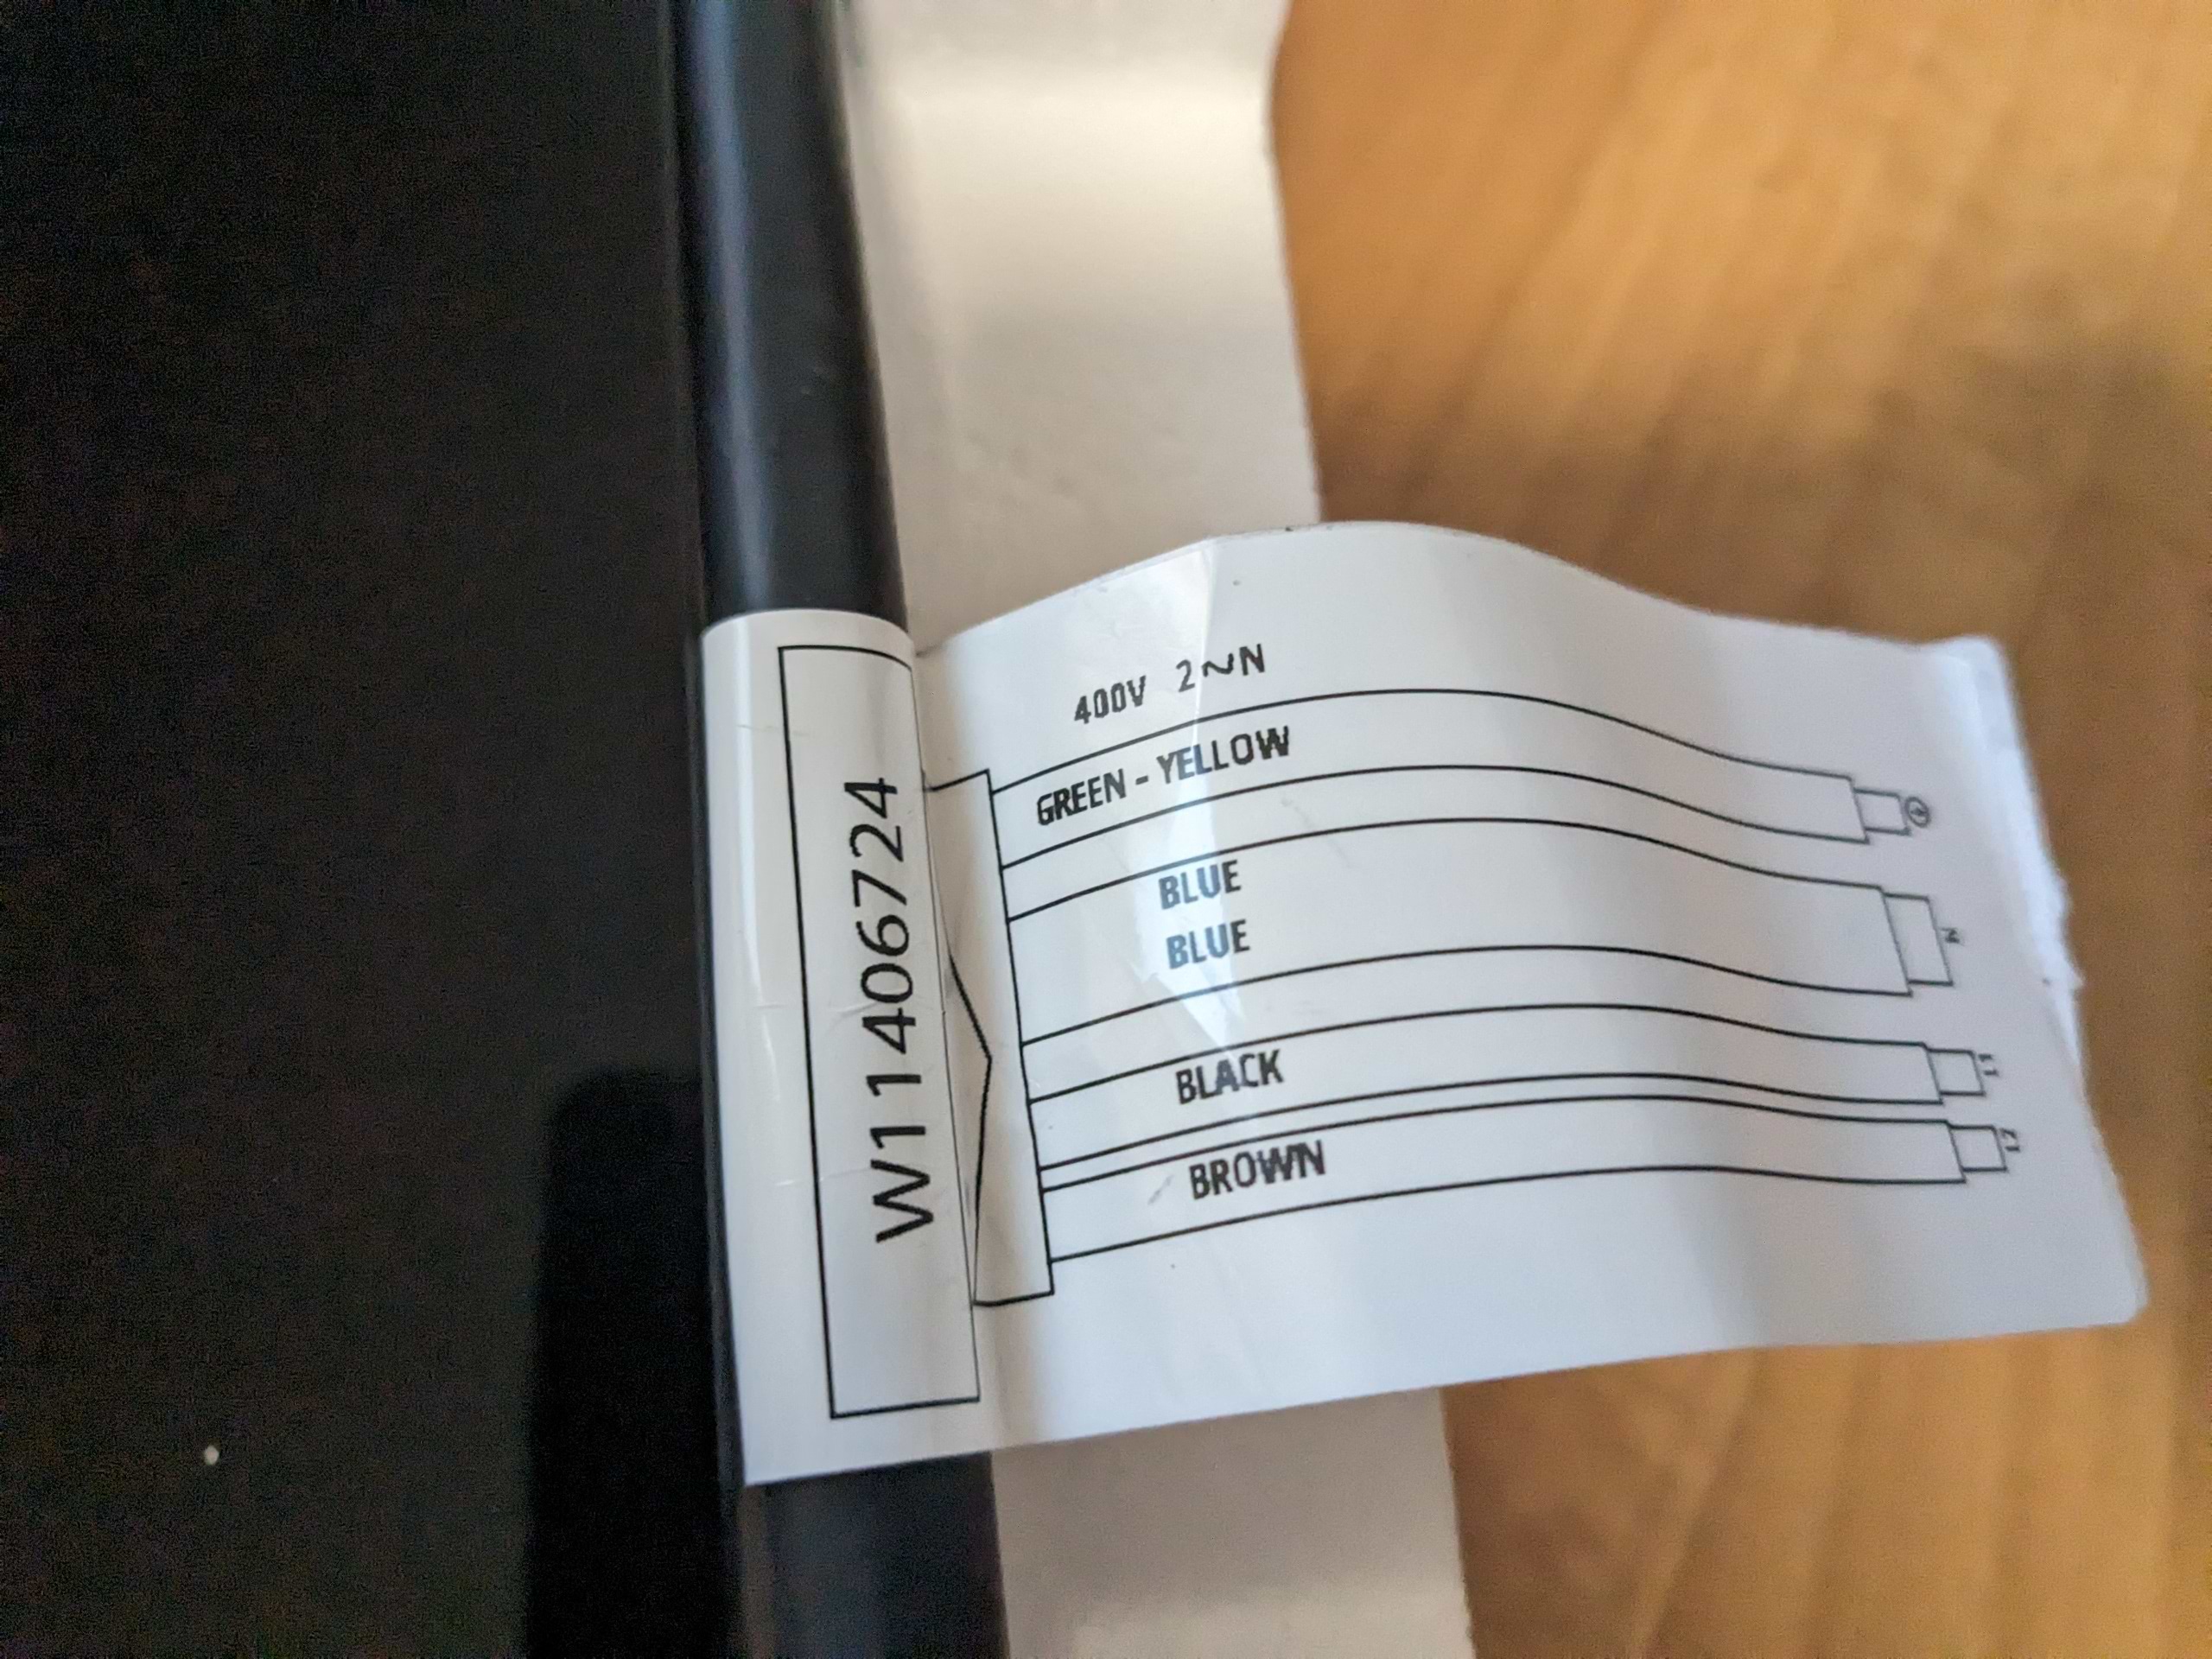 W11406724
400V 2~N
GREEN - YELLOW
BLUE
BLUE
N
BLACK
L1
BROWN
L2